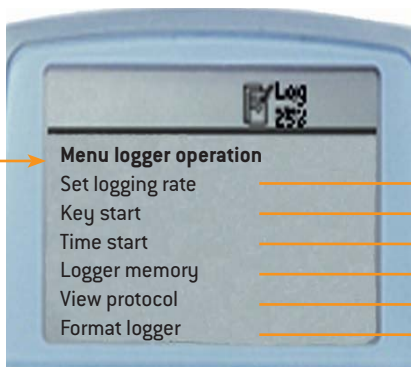 Log
25%
Menu logger operation
Set logging rate
Key start
Time start
Logger memory
View protocol
Format logger